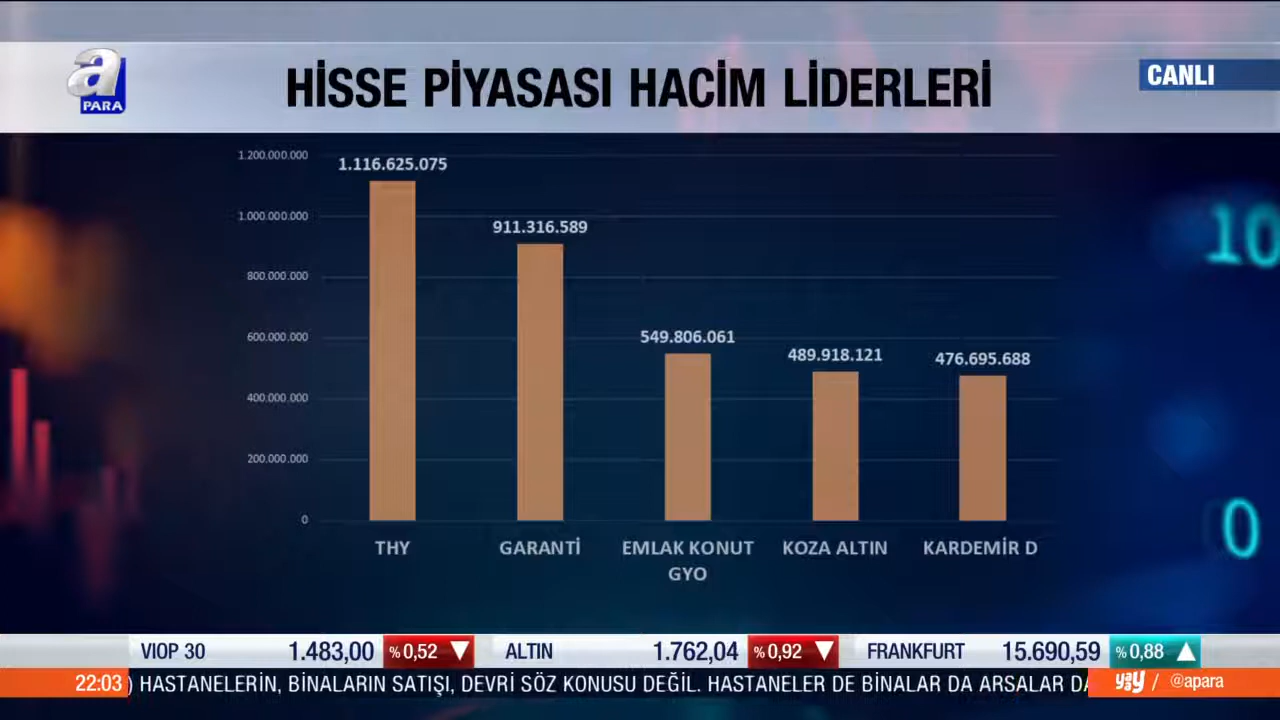 a
PARA
HİSSE PİYASASI HACİM LİDERLERİ
CANLI
1.200.000.000
1.000.000.000
800.000.000
600.000.000
400.000.000
200.000.000
0
1.116.625.075
911.316.589
549.806.061
489.918.121
476.695.688
THY
GARANTİ
EMLAK KONUT
GYO
KOZA ALTIN
KARDEMİR D
10
0
VIOP 30 1.483,00 %0,52 ▼
ALTIN 1.762,04 %0,92 ▼
FRANKFURT 15.690,59 %0,88 ▲
22:03 ) HASTANELERİN, BİNALARIN SATIŞI, DEVRİ SÖZ KONUSU DEĞİL. HASTANELER DE BİNALAR DA ARSALAR DA
/ @apara